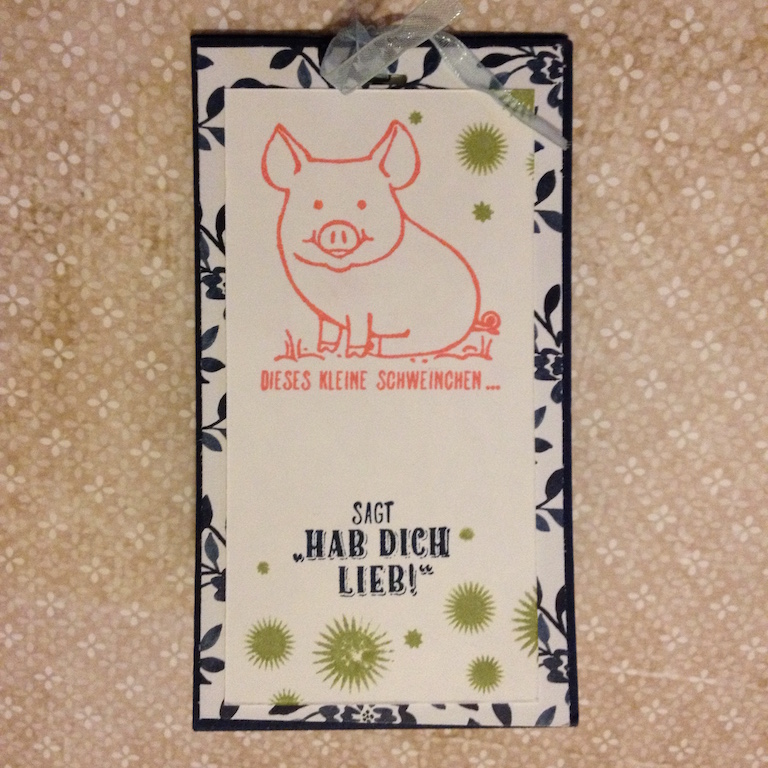 DIESES KLEINE SCHWEINCHEN...
SAGT
„HAB DICH
LIEB!“